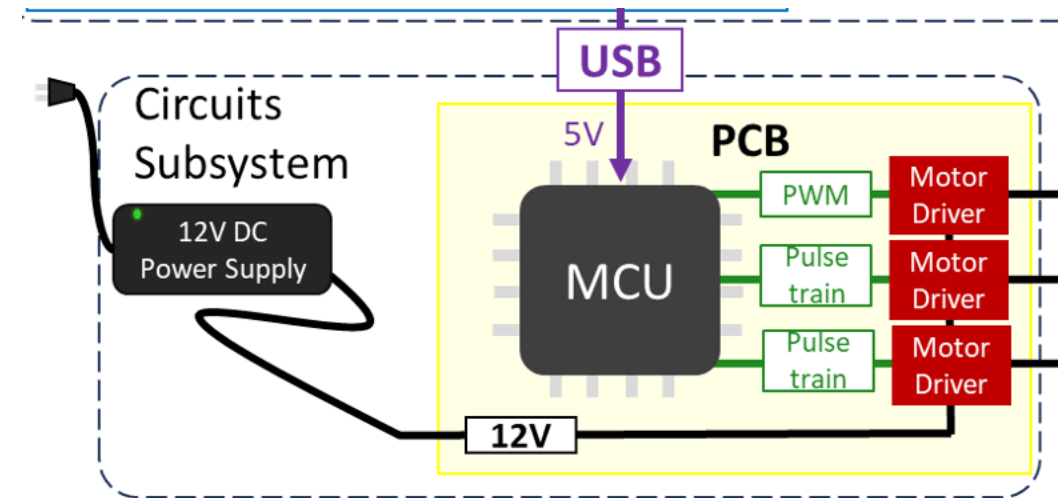 USB
Circuits
Subsystem
5V
PCB
12V DC
Power Supply
MCU
PWM
Motor
Driver
Pulse
train
Motor
Driver
Pulse
train
Motor
Driver
12V